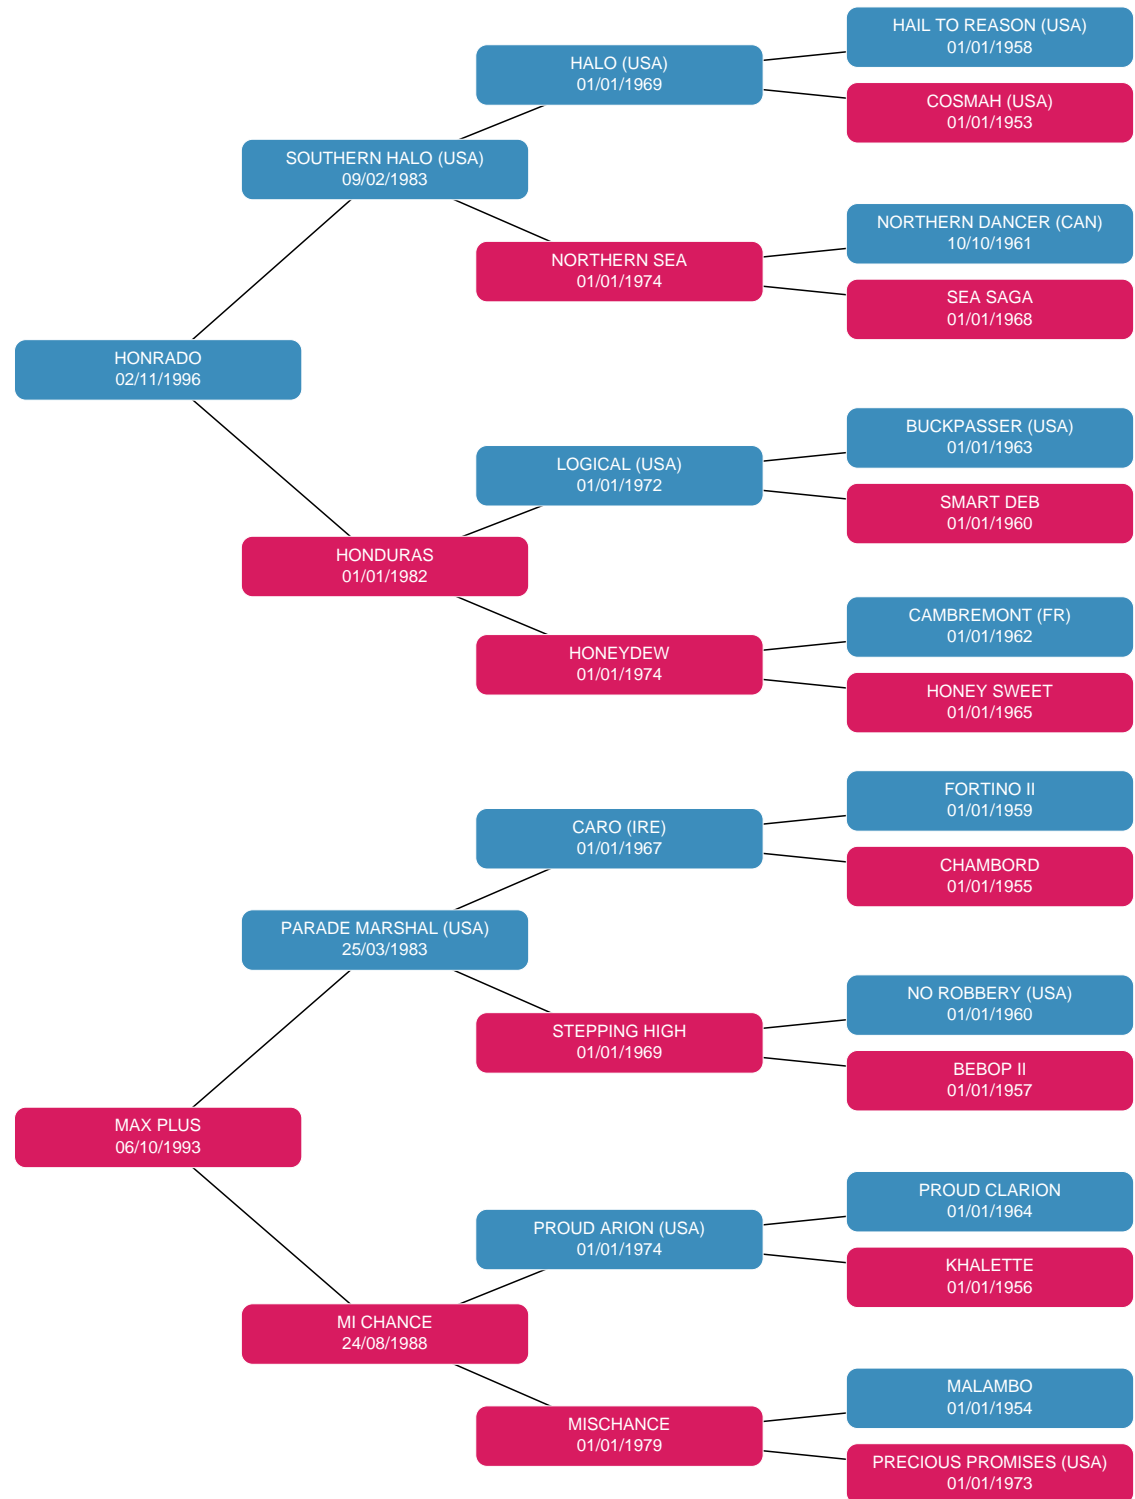 HAIL TO REASON (USA)
01/01/1958
HALO (USA)
01/01/1969
COSMAH (USA)
01/01/1953
SOUTHERN HALO (USA)
09/02/1983
NORTHERN DANCER (CAN)
10/10/1961
NORTHERN SEA
01/01/1974
SEA SAGA
01/01/1968
HONRADO
02/11/1996
BUCKPASSER (USA)
01/01/1963
LOGICAL (USA)
01/01/1972
SMART DEB
01/01/1960
HONDURAS
01/01/1982
CAMBREMONT (FR)
01/01/1962
HONEYDEW
01/01/1974
HONEY SWEET
01/01/1965
FORTINO II
01/01/1959
CARO (IRE)
01/01/1967
CHAMBORD
01/01/1955
PARADE MARSHAL (USA)
25/03/1983
NO ROBBERY (USA)
01/01/1960
STEPPING HIGH
01/01/1969
BEBOP II
01/01/1957
MAX PLUS
06/10/1993
PROUD CLARION
01/01/1964
PROUD ARION (USA)
01/01/1974
KHALETTE
01/01/1956
MI CHANCE
24/08/1988
MALAMBO
01/01/1954
MISCHANCE
01/01/1979
PRECIOUS PROMISES (USA)
01/01/1973